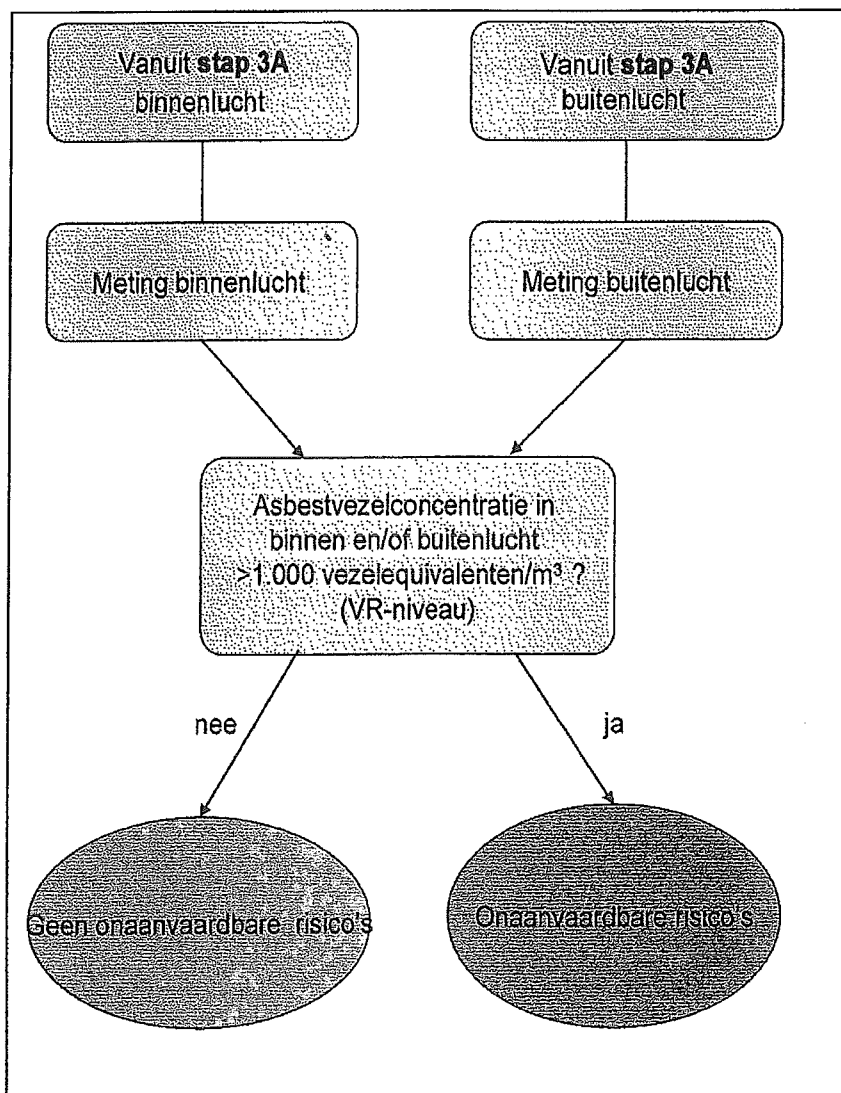 Vanuit stap 3A
binnenlucht
Vanuit stap 3A
buitenlucht
Meting binnenlucht
Meting buitenlucht
Asbestvezelconcentratie in
binnen en/of buitenlucht
>1.000 vezelequivalenten/m³ ?
(VR-niveau)
nee
ja
Geen onaanvaardbare risico's
Onaanvaardbare risico's